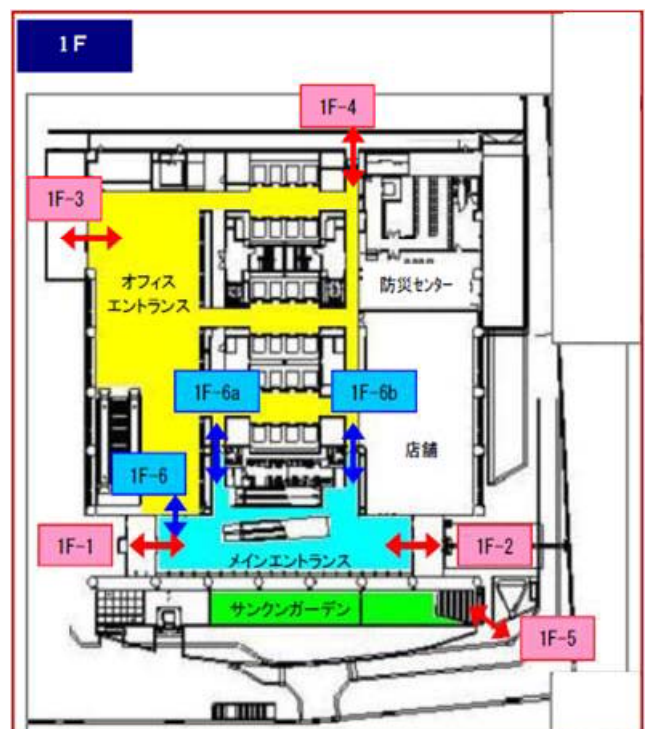 1F
1F-4
1F-3
オフィス
エントランス
防災センター
1F-6a
1F-6b
店舗
1F-6
1F-1
メインエントランス
1F-2
サンクンガーデン
1F-5